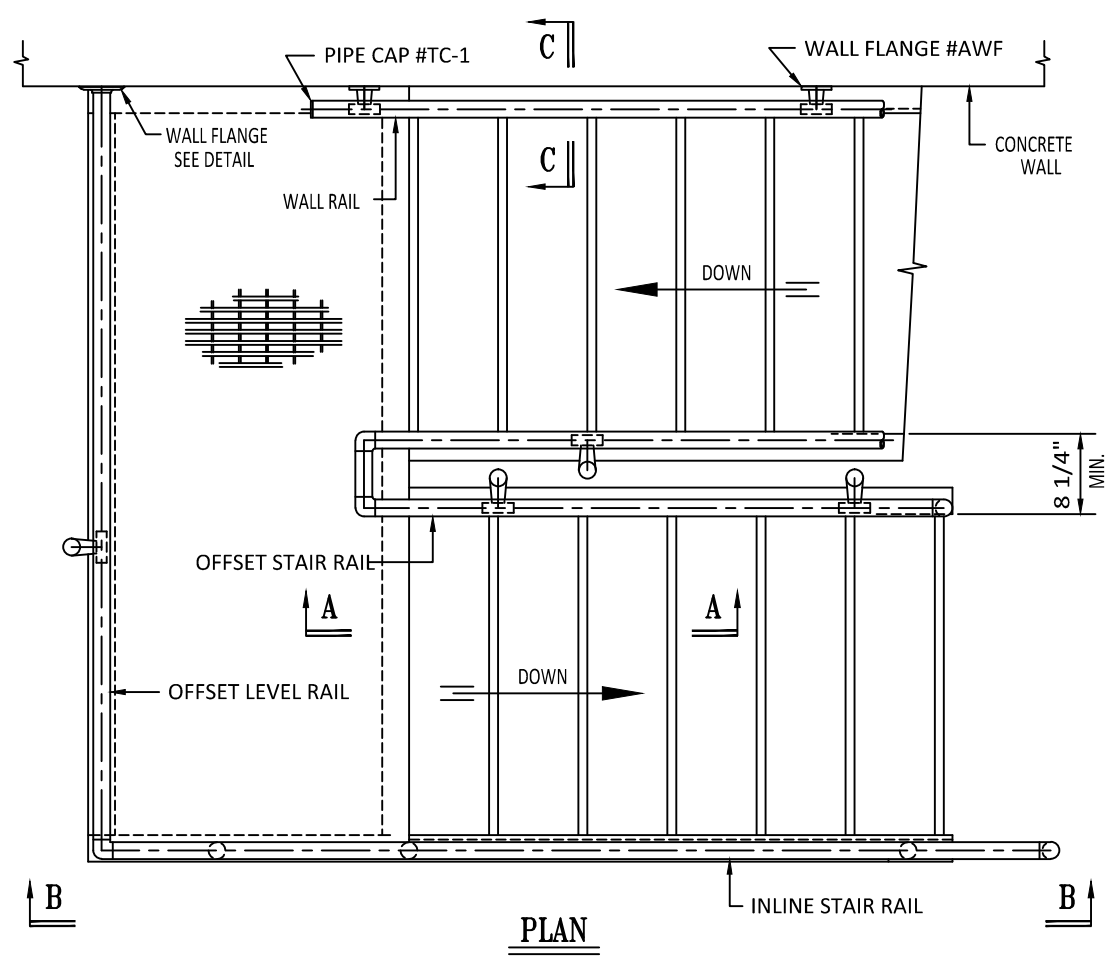 C
PIPE CAP #TC-1
WALL FLANGE #AWF
WALL FLANGE
SEE DETAIL
CONCRETE
WALL
C
WALL RAIL
DOWN
8 1/4"
MIN.
OFFSET STAIR RAIL
A
A
DOWN
OFFSET LEVEL RAIL
B
B
INLINE STAIR RAIL
PLAN